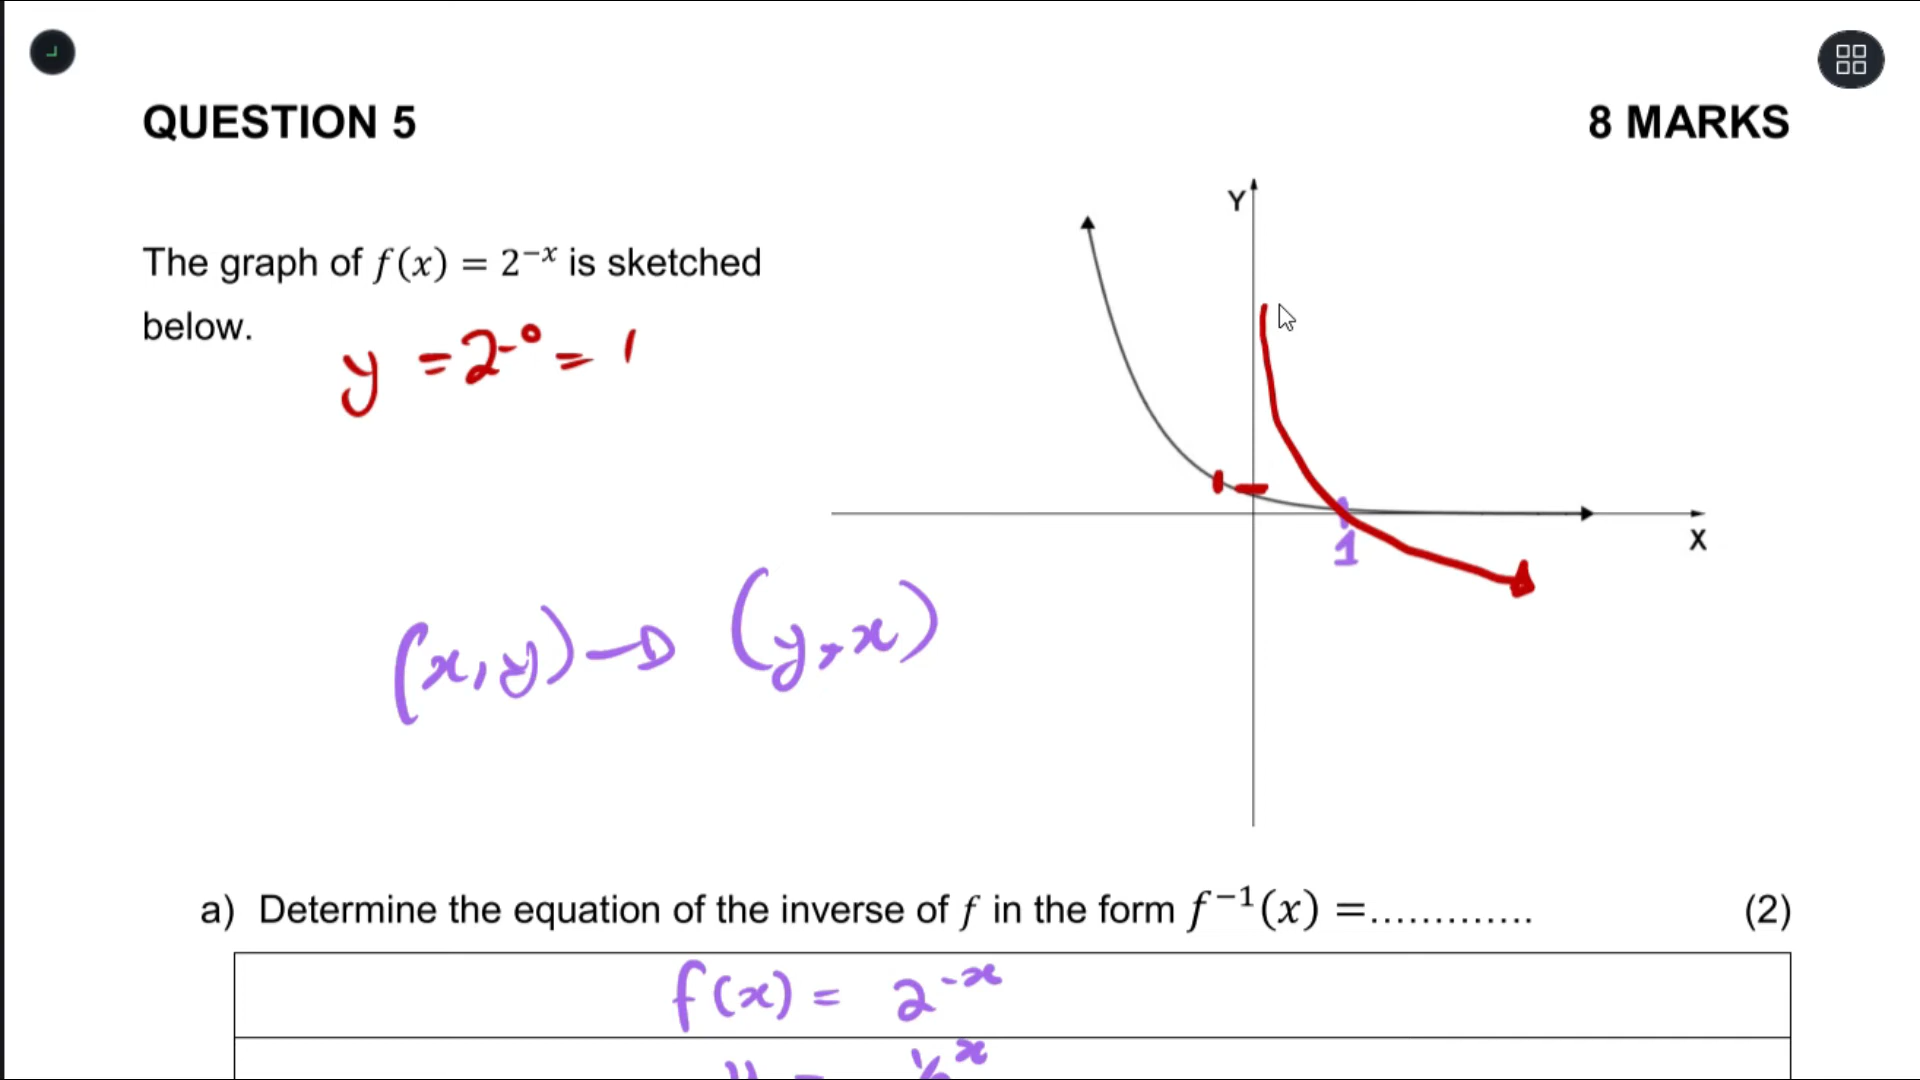 QUESTION 5
8 MARKS
Y
The graph of f(x) = 2⁻ˣ is sketched
below.
y = 2⁻⁰ = 1
X
1
(x, y) → (y, x)
a) Determine the equation of the inverse of f in the form f⁻¹(x) =............. (2)
f(x) = 2⁻ˣ